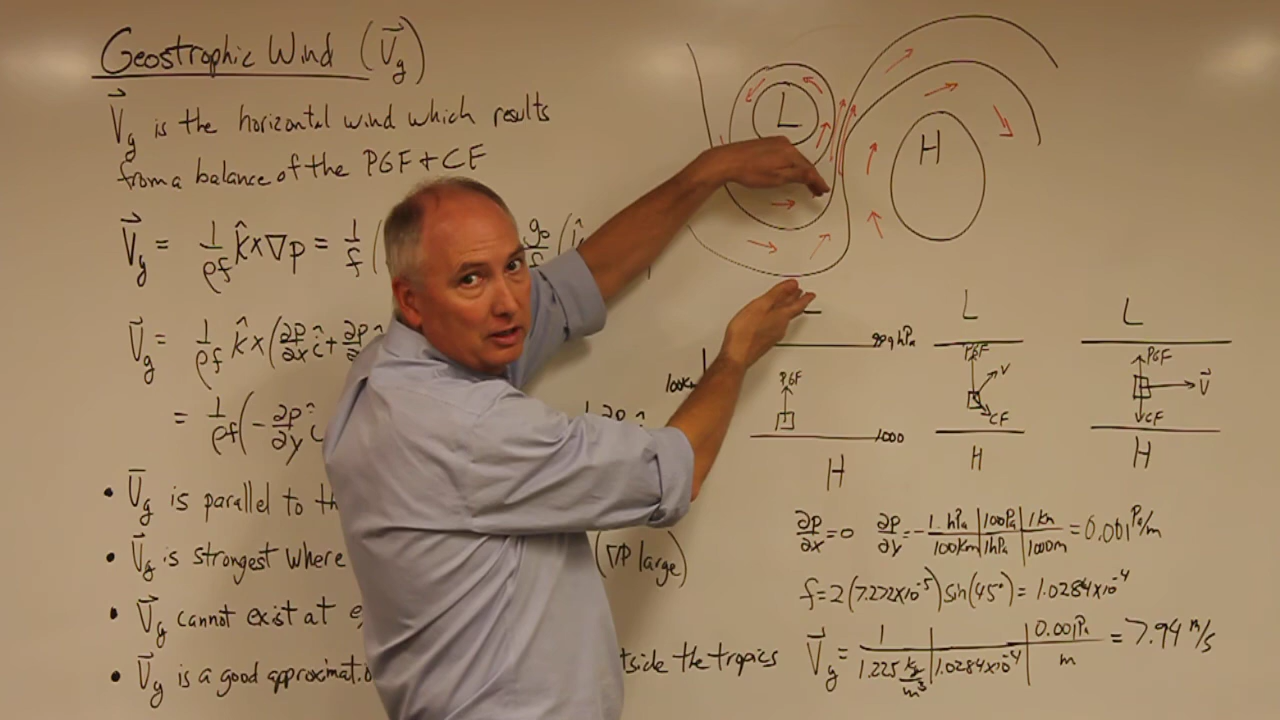 Geostrophic Wind (V⃗g)
V⃗g is the horizontal wind which results
from a balance of the PGF + CF
V⃗g = 1/ρf k̂×∇p = 1/f ( g₀/f (
V⃗g = 1/ρf k̂×(∂p/∂x î + ∂p/∂
= 1/ρf (-∂p/∂y î ∂p
• V⃗g is parallel to th
• V⃗g is strongest where (∇P large)
• V⃗g cannot exist at e
• V⃗g is a good approximatio tside the tropics
L
H
L
L
L
100Km
999 hPa
PGF
1000
H
PGF
V
CF
H
PGF
V⃗
CF
H
∂p/∂x = 0 ∂p/∂y = - 1 hPa/100Km | 100Pa/1hPa | 1Km/1000m = 0.001 Pa/m
f = 2(7.272×10⁻⁵) sin(45°) = 1.0284×10⁻⁴
V⃗g = 1/1.225 kg/m³ | 1.0284×10⁻⁴ | 0.001Pa/m = 7.94 m/s